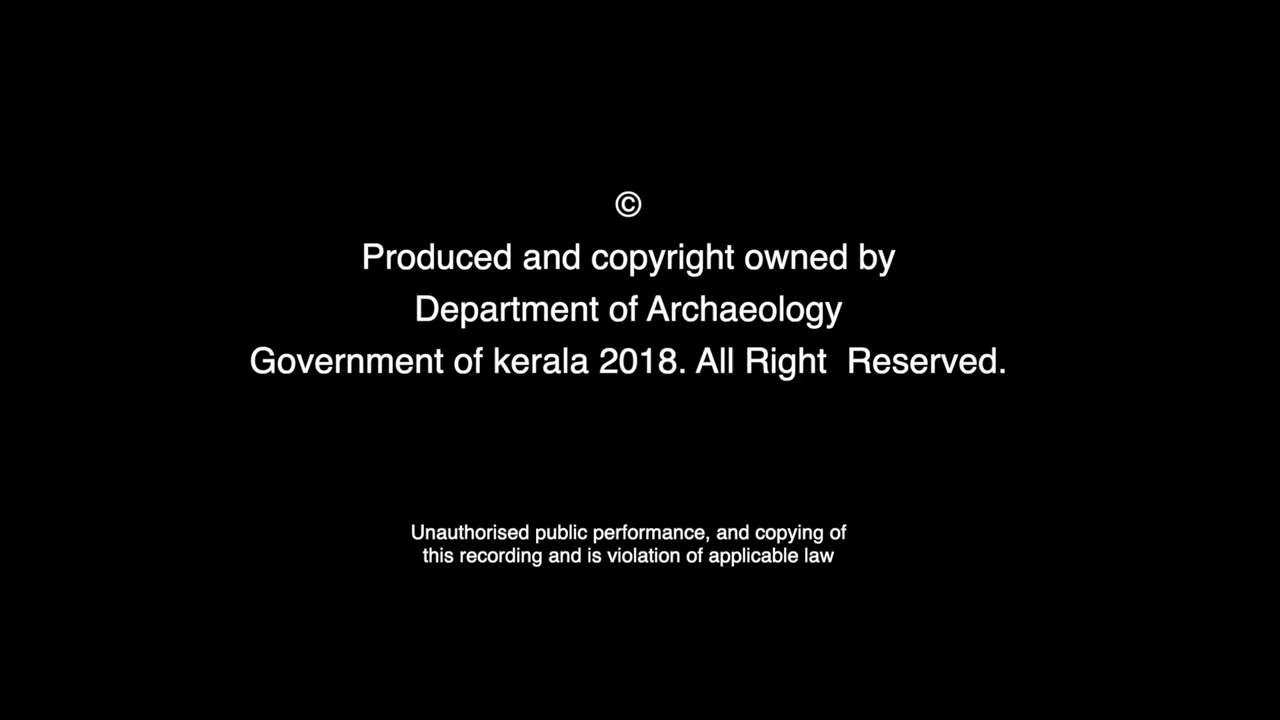 ©
Produced and copyright owned by
Department of Archaeology
Government of kerala 2018. All Right  Reserved.
Unauthorised public performance, and copying of
this recording and is violation of applicable law